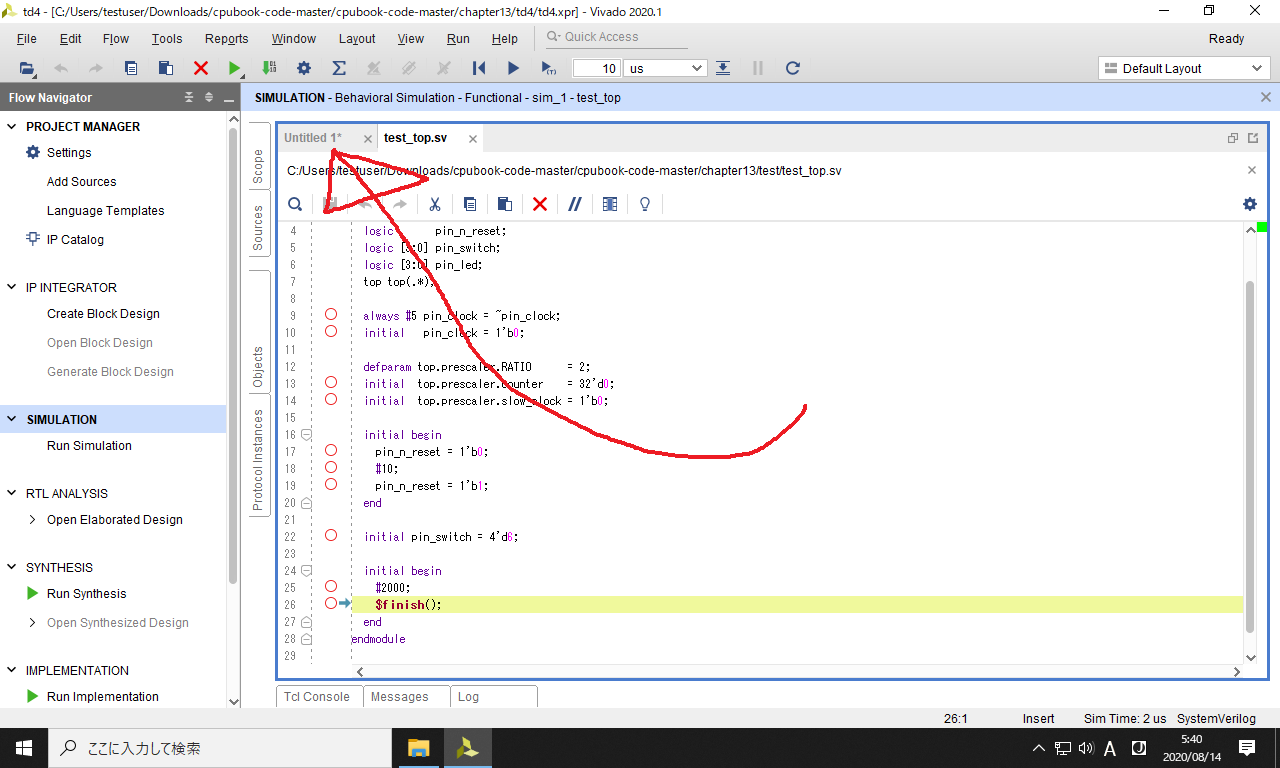 td4 - [C:/Users/testuser/Downloads/cpubook-code-master/cpubook-code-master/chapter13/td4/td4.xpr] - Vivado 2020.1
File Edit Flow Tools Reports Window Layout View Run Help Quick Access Ready
10 us Default Layout
Flow Navigator
SIMULATION - Behavioral Simulation - Functional - sim_1 - test_top
PROJECT MANAGER
Settings
Add Sources
Language Templates
IP Catalog
IP INTEGRATOR
Create Block Design
Open Block Design
Generate Block Design
SIMULATION
Run Simulation
RTL ANALYSIS
Open Elaborated Design
SYNTHESIS
Run Synthesis
Open Synthesized Design
IMPLEMENTATION
Run Implementation
Scope
Sources
Objects
Protocol Instances
Untitled 1* test_top.sv
C:/Users/testuser/Downloads/cpubook-code-master/cpubook-code-master/chapter13/test/test_top.sv
4 logic pin_n_reset;
5 logic [3:0] pin_switch;
6 logic [3:0] pin_led;
7 top top(.*);
8
9 always #5 pin_clock = ~pin_clock;
10 initial pin_clock = 1'b0;
11
12 defparam top.prescaler.RATIO = 2;
13 initial top.prescaler.counter = 32'd0;
14 initial top.prescaler.slow_clock = 1'b0;
15
16 initial begin
17 pin_n_reset = 1'b0;
18 #10;
19 pin_n_reset = 1'b1;
20 end
21
22 initial pin_switch = 4'd6;
23
24 initial begin
25 #2000;
26 $finish();
27 end
28 endmodule
29
Tcl Console Messages Log
26:1 Insert Sim Time: 2 us SystemVerilog
ここに入力して検索
A J
5:40
2020/08/14